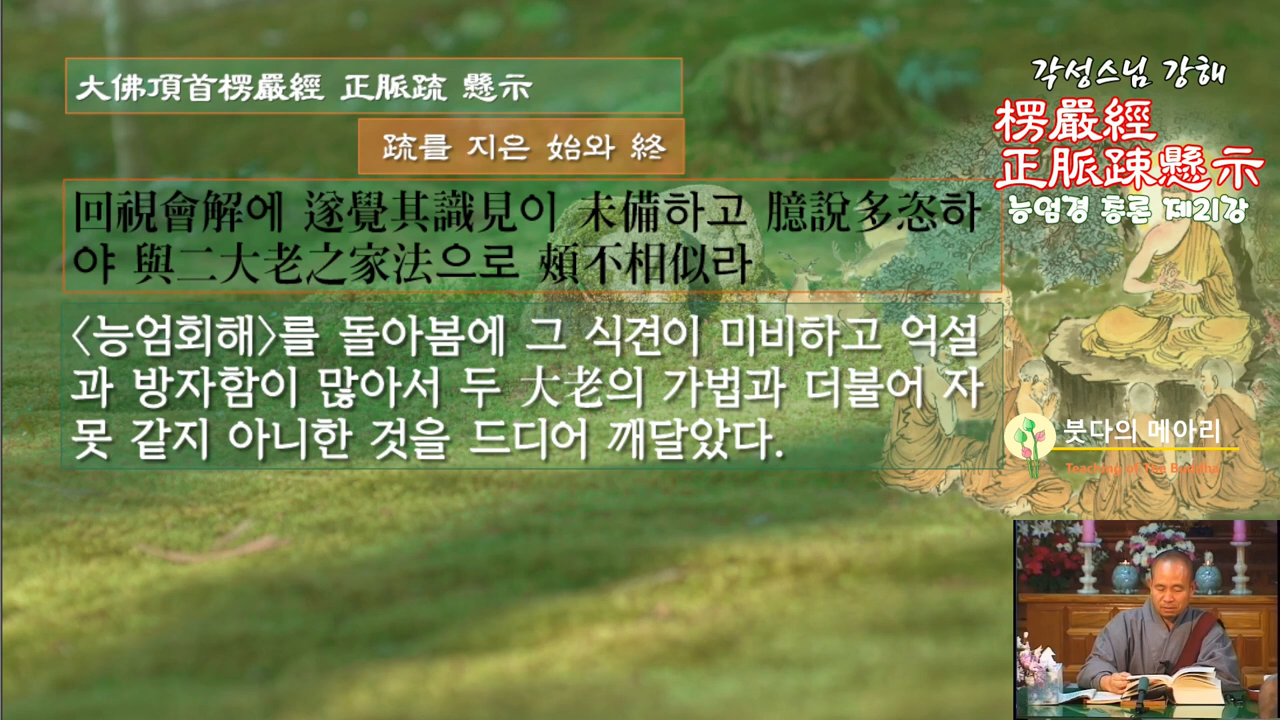 大佛頂首楞嚴經 正脈疏 懸示
疏를 지은 始와 終
回視會解에 遂覺其識見이 未備하고 臆說多恣하
야 與二大老之家法으로 頗不相似라
〈능엄회해〉를 돌아봄에 그 식견이 미비하고 억설
과 방자함이 많아서 두 大老의 가법과 더불어 자
못 같지 아니한 것을 드디어 깨달았다.
각성스님 강해
楞嚴經
正脈疎懸示
능엄경 총론 제21강
붓다의 메아리
Teaching of The Buddha